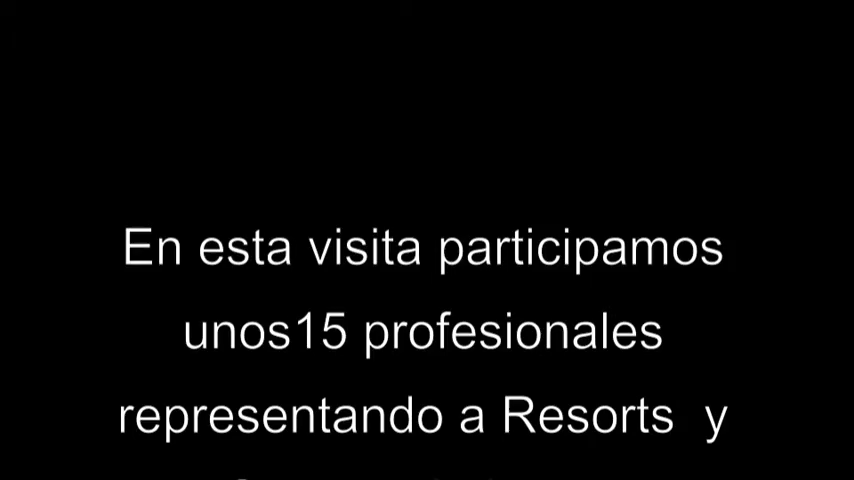 En esta visita participamos
unos15 profesionales
representando a Resorts  y